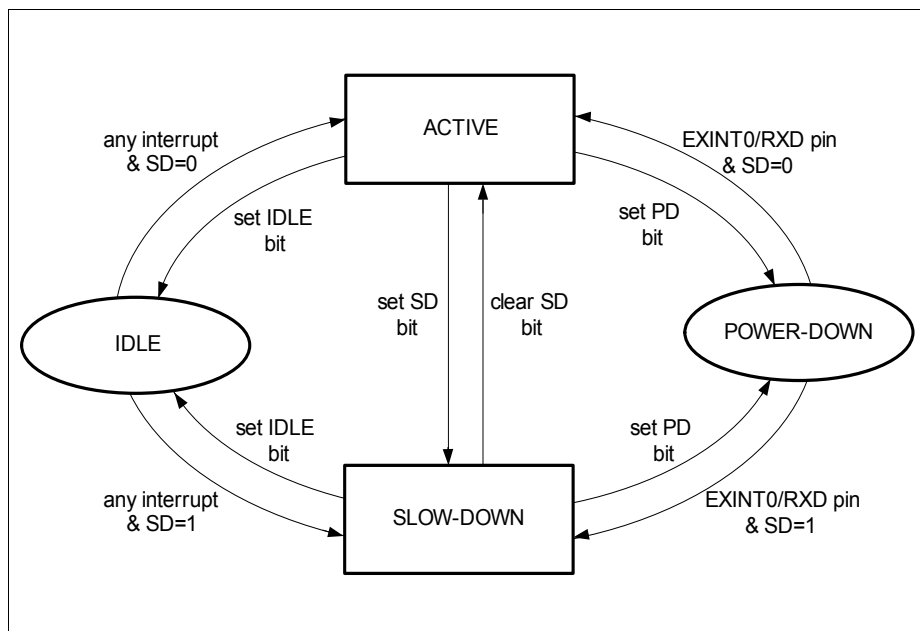 ACTIVE
any interrupt
& SD=0
EXINT0/RXD pin
& SD=0
set IDLE
bit
set PD
bit
set SD
bit
clear SD
bit
IDLE
POWER-DOWN
set IDLE
bit
set PD
bit
any interrupt
& SD=1
SLOW-DOWN
EXINT0/RXD pin
& SD=1